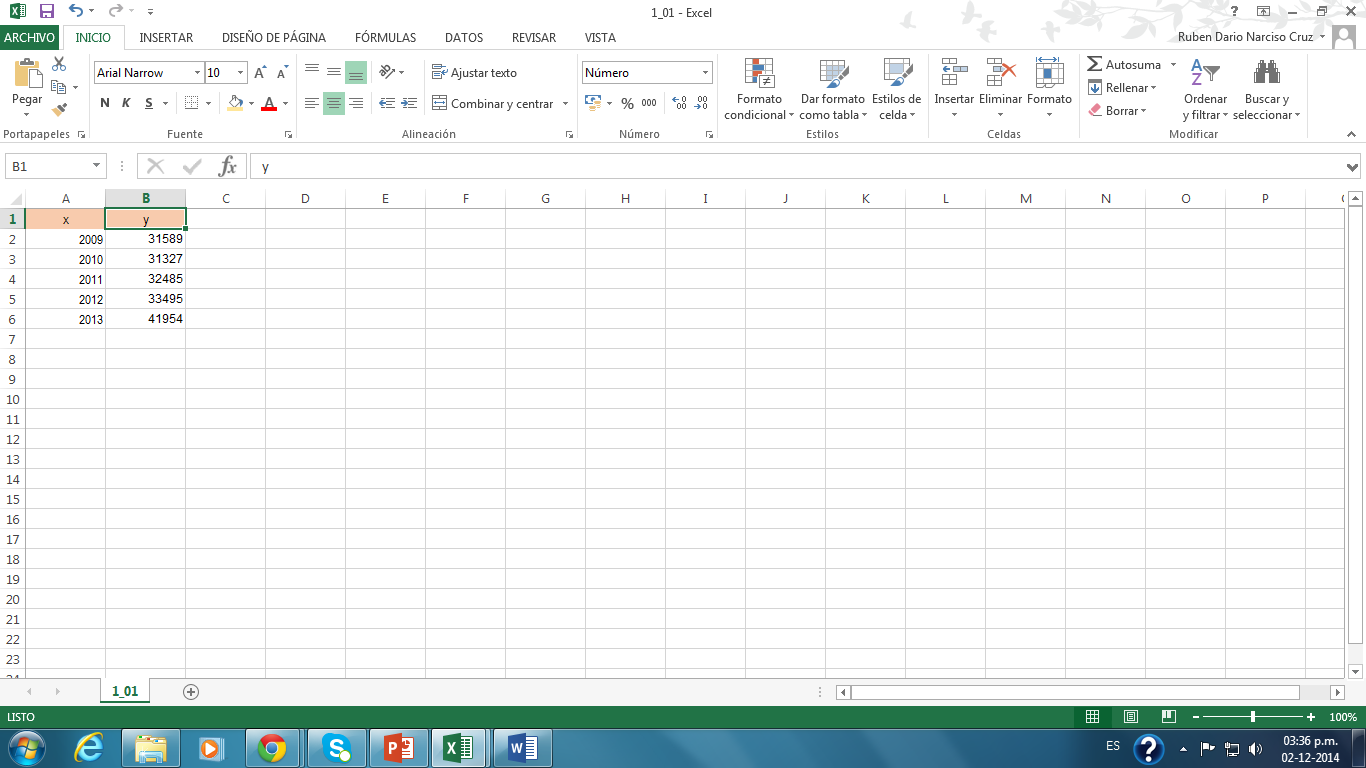 1_01 - Excel
ARCHIVO INICIO INSERTAR DISEÑO DE PÁGINA FÓRMULAS DATOS REVISAR VISTA Ruben Dario Narciso Cruz
Pegar
Portapapeles
Arial Narrow 10
N K S
Fuente
Ajustar texto
Combinar y centrar
Alineación
Número
% 000
Número
Formato condicional
Dar formato como tabla
Estilos de celda
Estilos
Insertar Eliminar Formato
Celdas
Autosuma
Rellenar
Borrar
Ordenar y filtrar
Buscar y seleccionar
Modificar
B1 fx y
A B C D E F G H I J K L M N O P
1 x y
2 2009 31589
3 2010 31327
4 2011 32485
5 2012 33495
6 2013 41954
7
8
9
10
11
12
13
14
15
16
17
18
19
20
21
22
23
1_01
LISTO 100%
ES 03:36 p.m.
02-12-2014